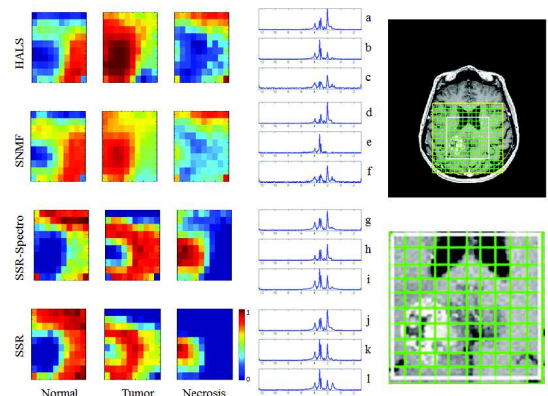 HALS
a
b
c
SNMF
d
e
f
SSR-Spectro
g
h
i
SSR
1
0
j
k
l
Normal
Tumor
Necrosis